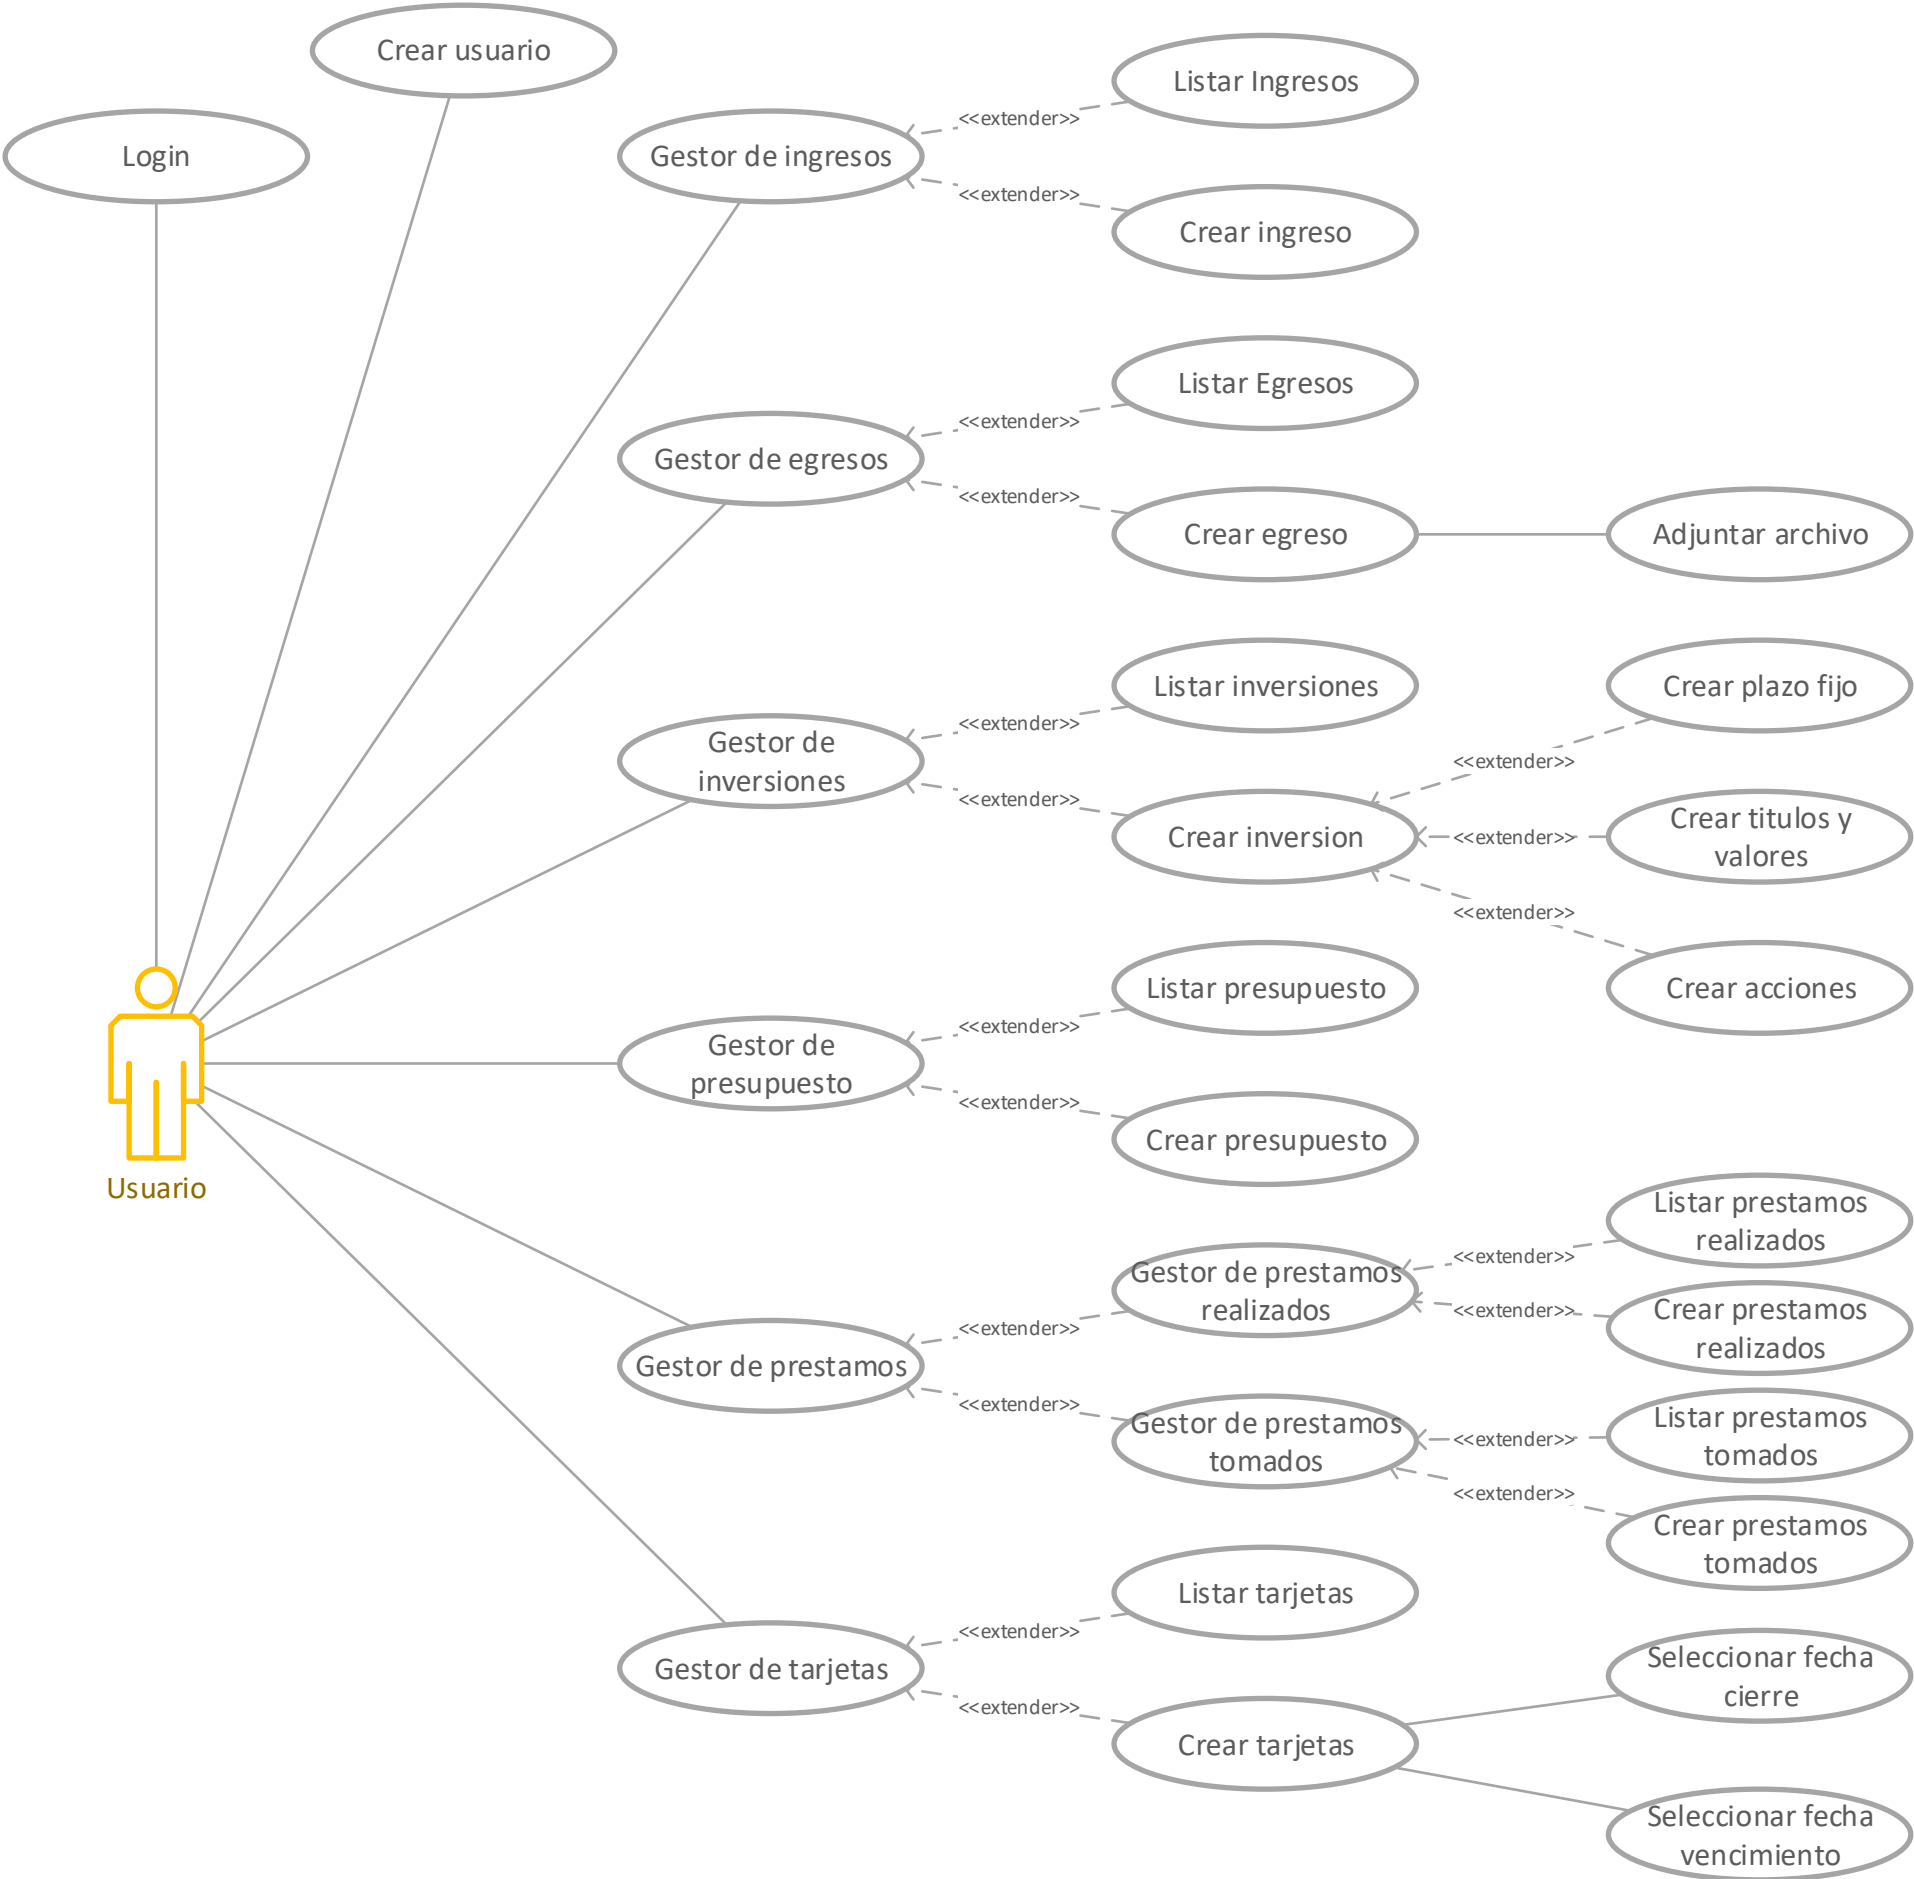 Crear usuario
Login
Listar Ingresos
<<extender>>
Gestor de ingresos
<<extender>>
Crear ingreso
Listar Egresos
<<extender>>
Gestor de egresos
<<extender>>
Crear egreso
Adjuntar archivo
Listar inversiones
<<extender>>
Gestor de
inversiones
<<extender>>
Crear inversion
Crear plazo fijo
<<extender>>
Crear titulos y
valores
<<extender>>
<<extender>>
Crear acciones
Listar presupuesto
<<extender>>
Gestor de
presupuesto
<<extender>>
Crear presupuesto
Usuario
Listar prestamos
realizados
<<extender>>
Gestor de prestamos
realizados
<<extender>>
Crear prestamos
realizados
<<extender>>
Gestor de prestamos
<<extender>>
Gestor de prestamos
tomados
<<extender>>
Listar prestamos
tomados
<<extender>>
Crear prestamos
tomados
Listar tarjetas
<<extender>>
Gestor de tarjetas
<<extender>>
Crear tarjetas
Seleccionar fecha
cierre
Seleccionar fecha
vencimiento